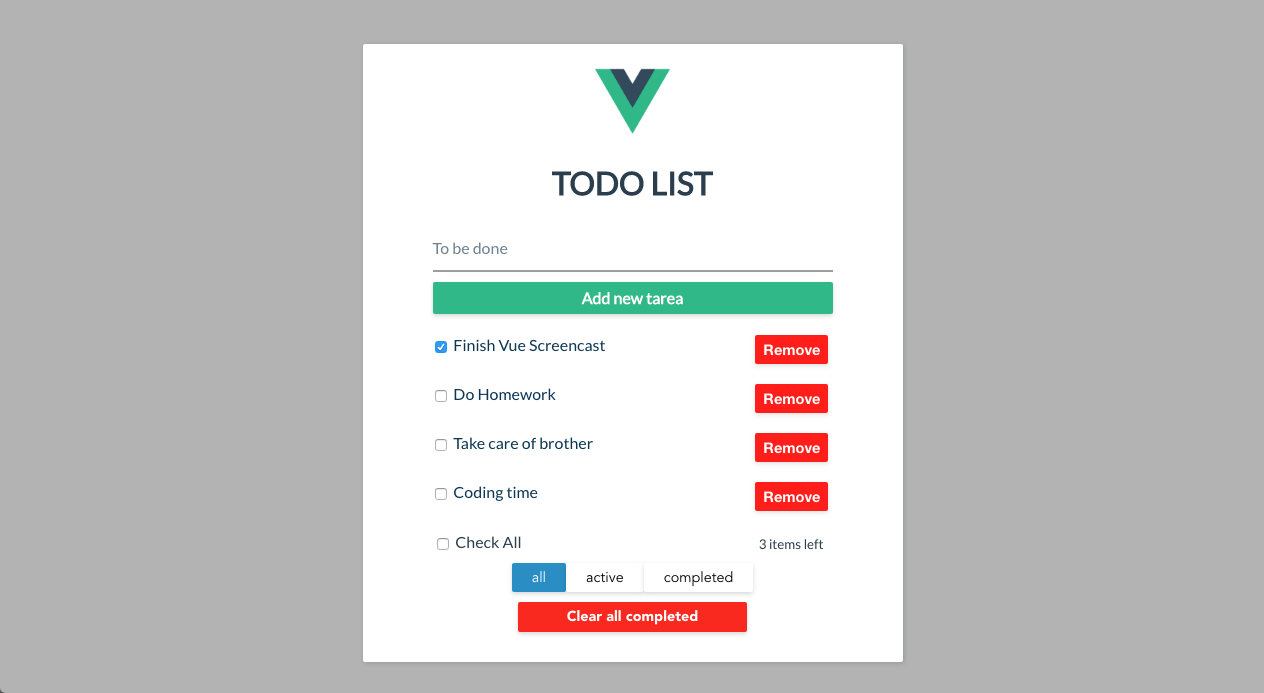 TODO LIST
To be done
Add new tarea
Finish Vue Screencast Remove
Do Homework Remove
Take care of brother Remove
Coding time Remove
Check All 3 items left
all active completed
Clear all completed